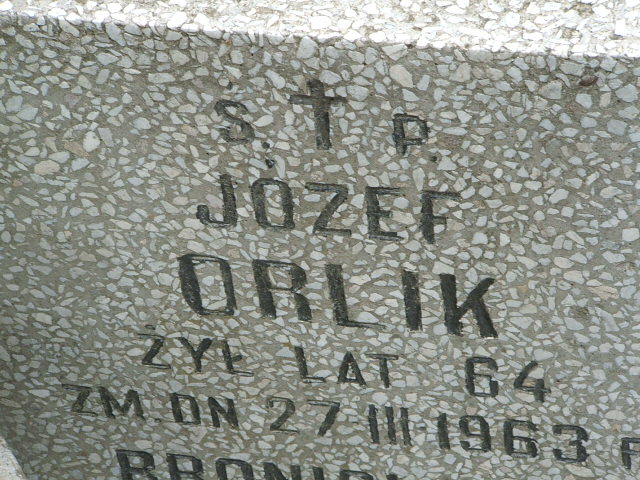 Ś. † P.
JÓZEF
ORLIK
ŻYŁ LAT 64
ZM. DN. 27-III-1963 R